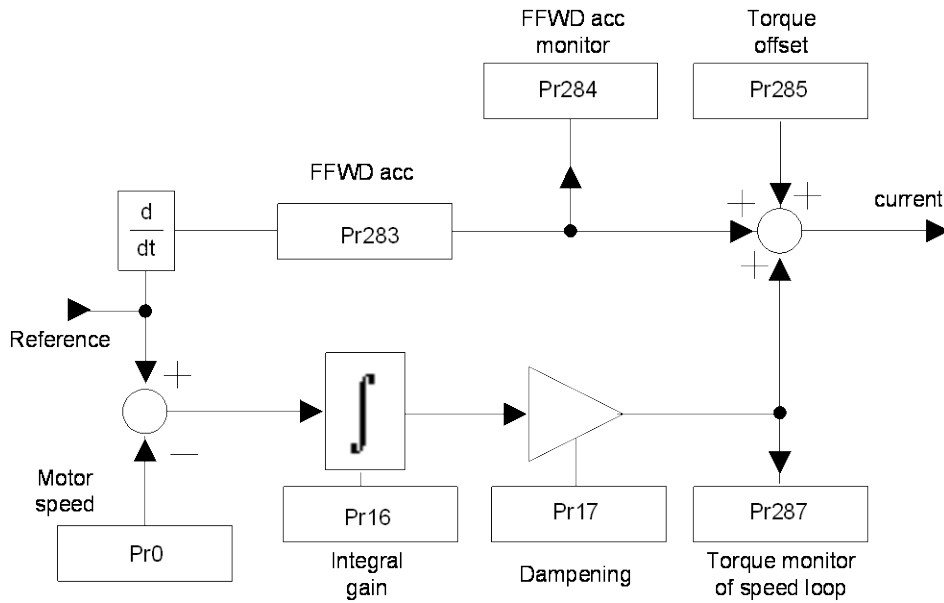 FFWD acc
monitor
Pr284
Torque
offset
Pr285
FFWD acc
Pr283
d
dt
+
+
+
current
Reference
+
−
∫
Motor
speed
Pr0
Pr16
Integral
gain
Pr17
Dampening
Pr287
Torque monitor
of speed loop